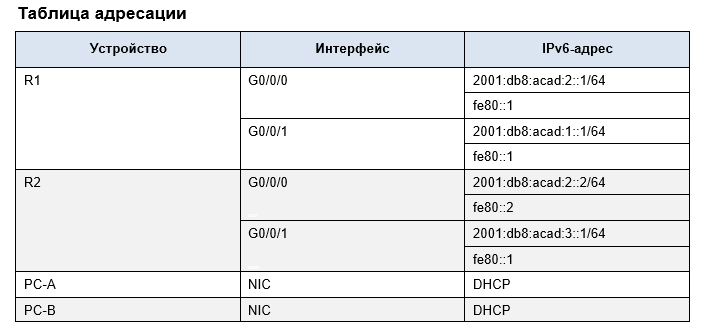 Таблица адресации
Устройство Интерфейс IPv6-адрес
R1 G0/0/0 2001:db8:acad:2::1/64
fe80::1
G0/0/1 2001:db8:acad:1::1/64
fe80::1
R2 G0/0/0 2001:db8:acad:2::2/64
fe80::2
G0/0/1 2001:db8:acad:3::1/64
fe80::1
PC-A NIC DHCP
PC-B NIC DHCP